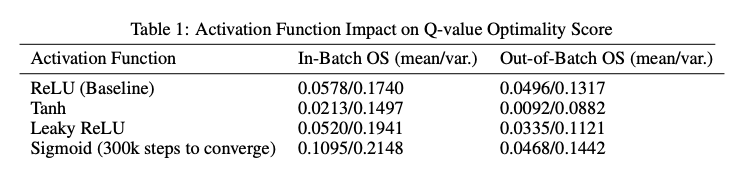 Table 1: Activation Function Impact on Q-value Optimality Score
Activation Function In-Batch OS (mean/var.) Out-of-Batch OS (mean/var.)
ReLU (Baseline) 0.0578/0.1740 0.0496/0.1317
Tanh 0.0213/0.1497 0.0092/0.0882
Leaky ReLU 0.0520/0.1941 0.0335/0.1121
Sigmoid (300k steps to converge) 0.1095/0.2148 0.0468/0.1442